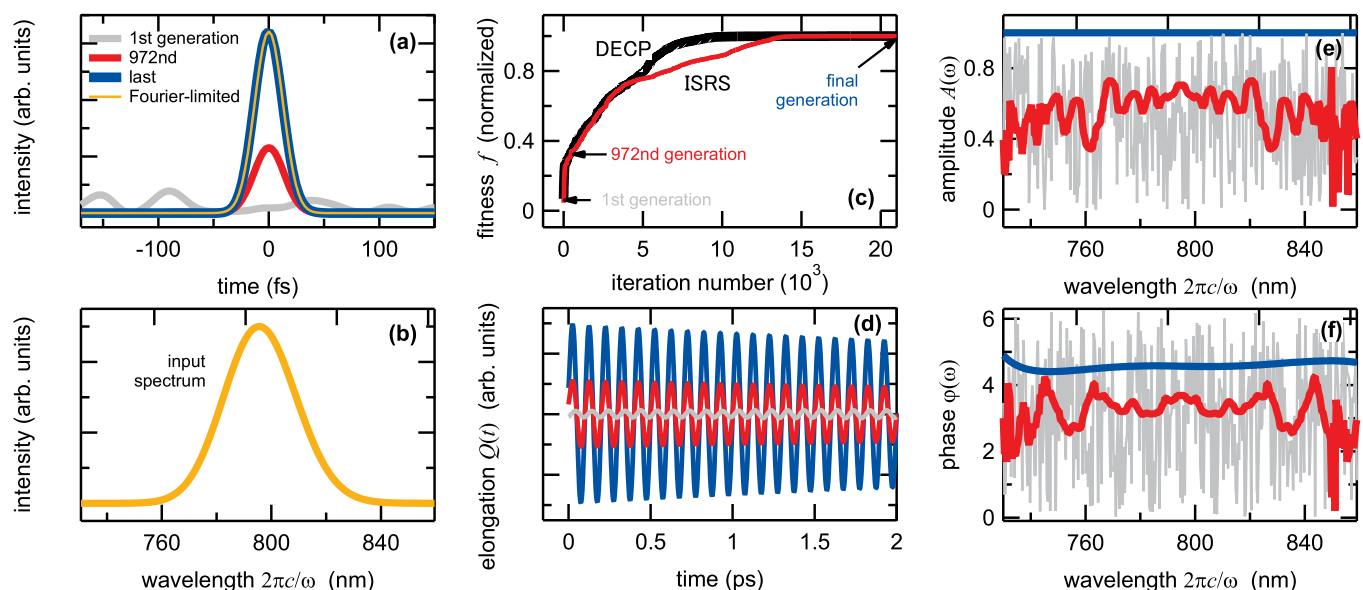 intensity (arb. units)
1st generation
972nd
last
Fourier-limited
(a)
-100
0
100
time (fs)
intensity (arb. units)
input
spectrum
(b)
760
800
840
wavelength 2πc/ω (nm)
fitness f (normalized)
0.8
0.4
0
DECP
ISRS
final
generation
972nd generation
1st generation
(c)
0
5
10
15
20
iteration number (10³)
elongation Q(t) (arb. units)
(d)
0
0.5
1
1.5
2
time (ps)
amplitude A(ω)
0.8
0.4
0
(e)
760
800
840
wavelength 2πc/ω (nm)
phase φ(ω)
6
4
2
0
(f)
760
800
840
wavelength 2πc/ω (nm)